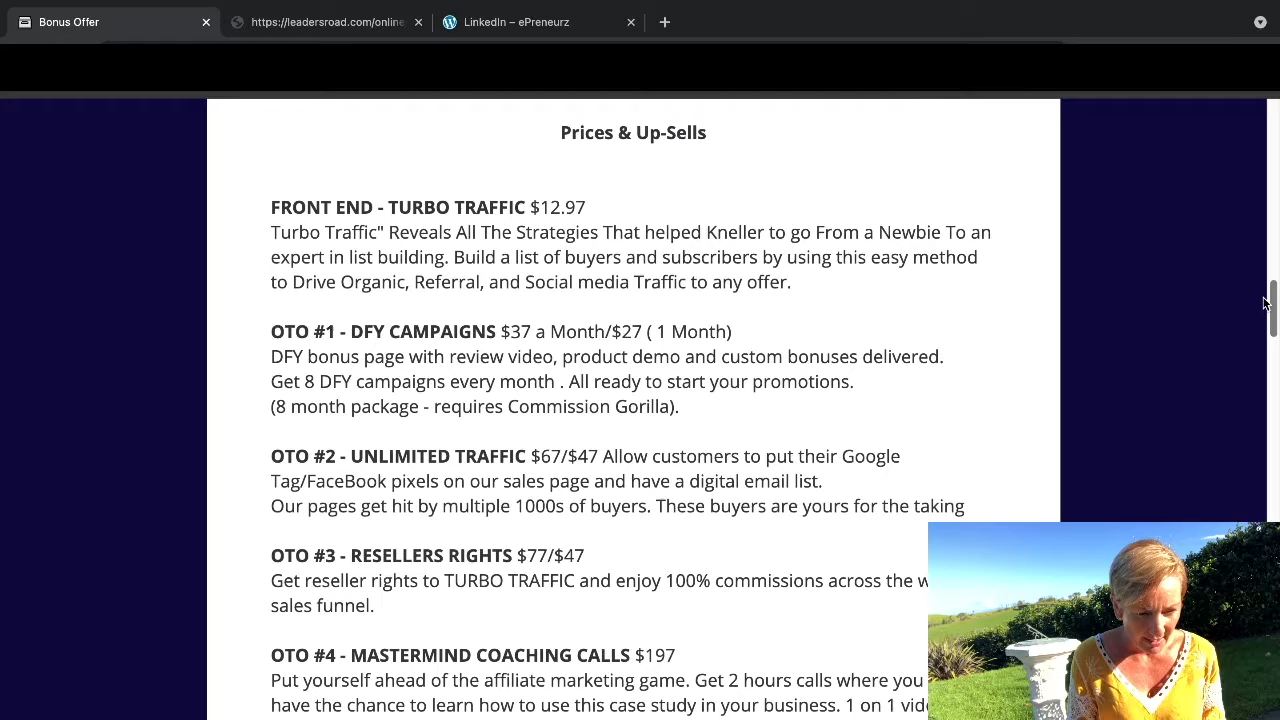 Bonus Offer
https://leadersroad.com/online
LinkedIn – ePreneurz
Prices & Up-Sells
FRONT END - TURBO TRAFFIC $12.97
Turbo Traffic" Reveals All The Strategies That helped Kneller to go From a Newbie To an
expert in list building. Build a list of buyers and subscribers by using this easy method
to Drive Organic, Referral, and Social media Traffic to any offer.
OTO #1 - DFY CAMPAIGNS $37 a Month/$27 ( 1 Month)
DFY bonus page with review video, product demo and custom bonuses delivered.
Get 8 DFY campaigns every month . All ready to start your promotions.
(8 month package - requires Commission Gorilla).
OTO #2 - UNLIMITED TRAFFIC $67/$47 Allow customers to put their Google
Tag/FaceBook pixels on our sales page and have a digital email list.
Our pages get hit by multiple 1000s of buyers. These buyers are yours for the taking
OTO #3 - RESELLERS RIGHTS $77/$47
Get reseller rights to TURBO TRAFFIC and enjoy 100% commissions across the
sales funnel.
OTO #4 - MASTERMIND COACHING CALLS $197
Put yourself ahead of the affiliate marketing game. Get 2 hours calls where you
have the chance to learn how to use this case study in your business. 1 on 1